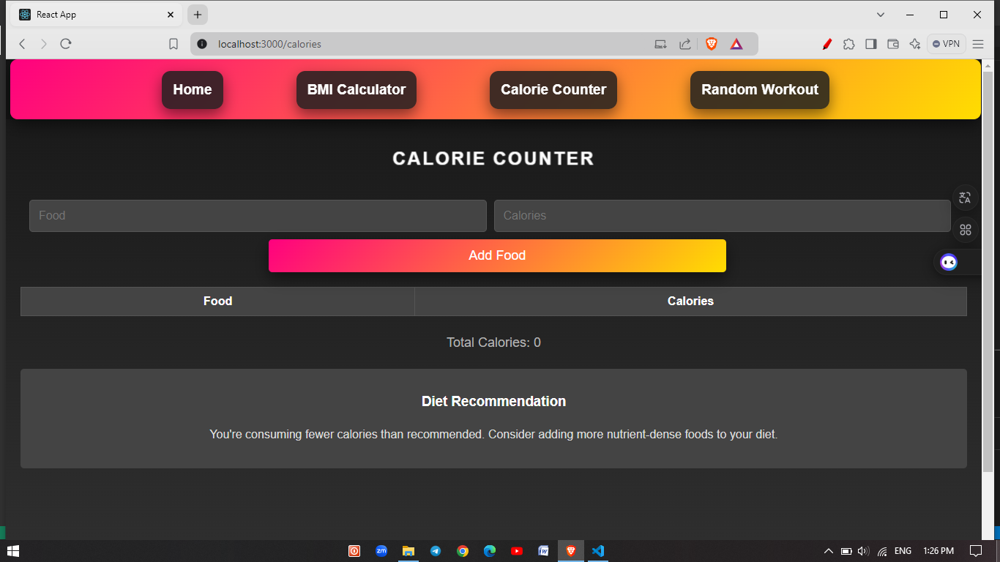 React App
localhost:3000/calories
VPN
Home
BMI Calculator
Calorie Counter
Random Workout
CALORIE COUNTER
Food
Calories
Add Food
Food
Calories
Total Calories: 0
Diet Recommendation
You're consuming fewer calories than recommended. Consider adding more nutrient-dense foods to your diet.
zm
W
ENG
1:26 PM